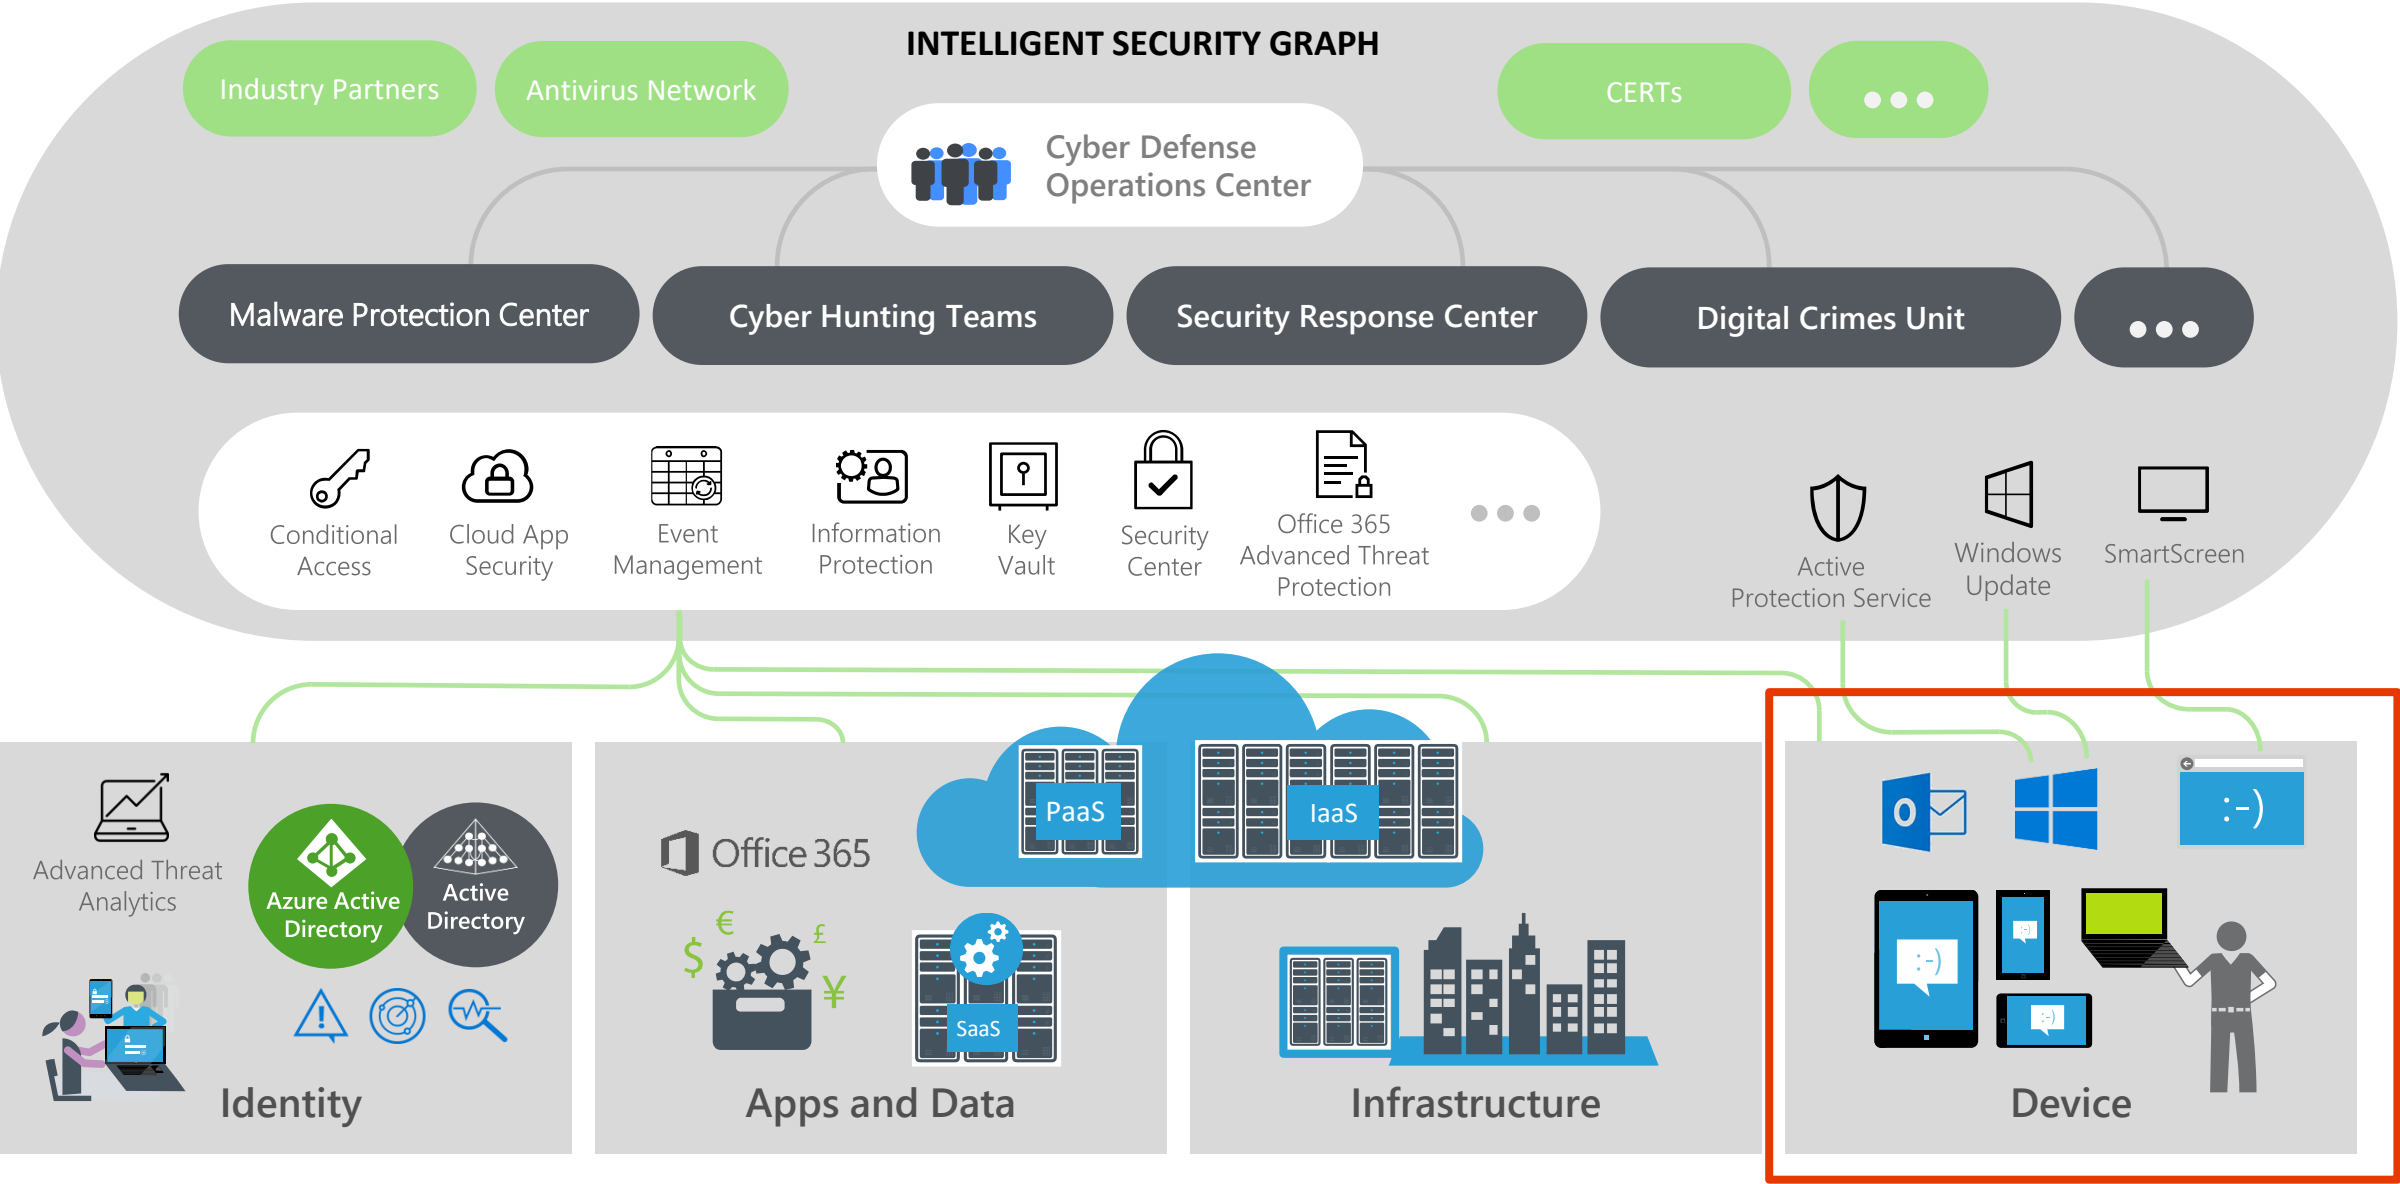 INTELLIGENT SECURITY GRAPH
Industry Partners
Antivirus Network
CERTs
Cyber Defense
Operations Center
Malware Protection Center
Cyber Hunting Teams
Security Response Center
Digital Crimes Unit
Conditional
Access
Cloud App
Security
Event
Management
Information
Protection
Key
Vault
Security
Center
Office 365
Advanced Threat
Protection
Active
Protection Service
Windows
Update
SmartScreen
Advanced Threat
Analytics
Azure Active
Directory
Active
Directory
Identity
Office 365
PaaS
$ € £ ¥
SaaS
Apps and Data
IaaS
Infrastructure
O
:-)
:-)
:-)
:-)
Device